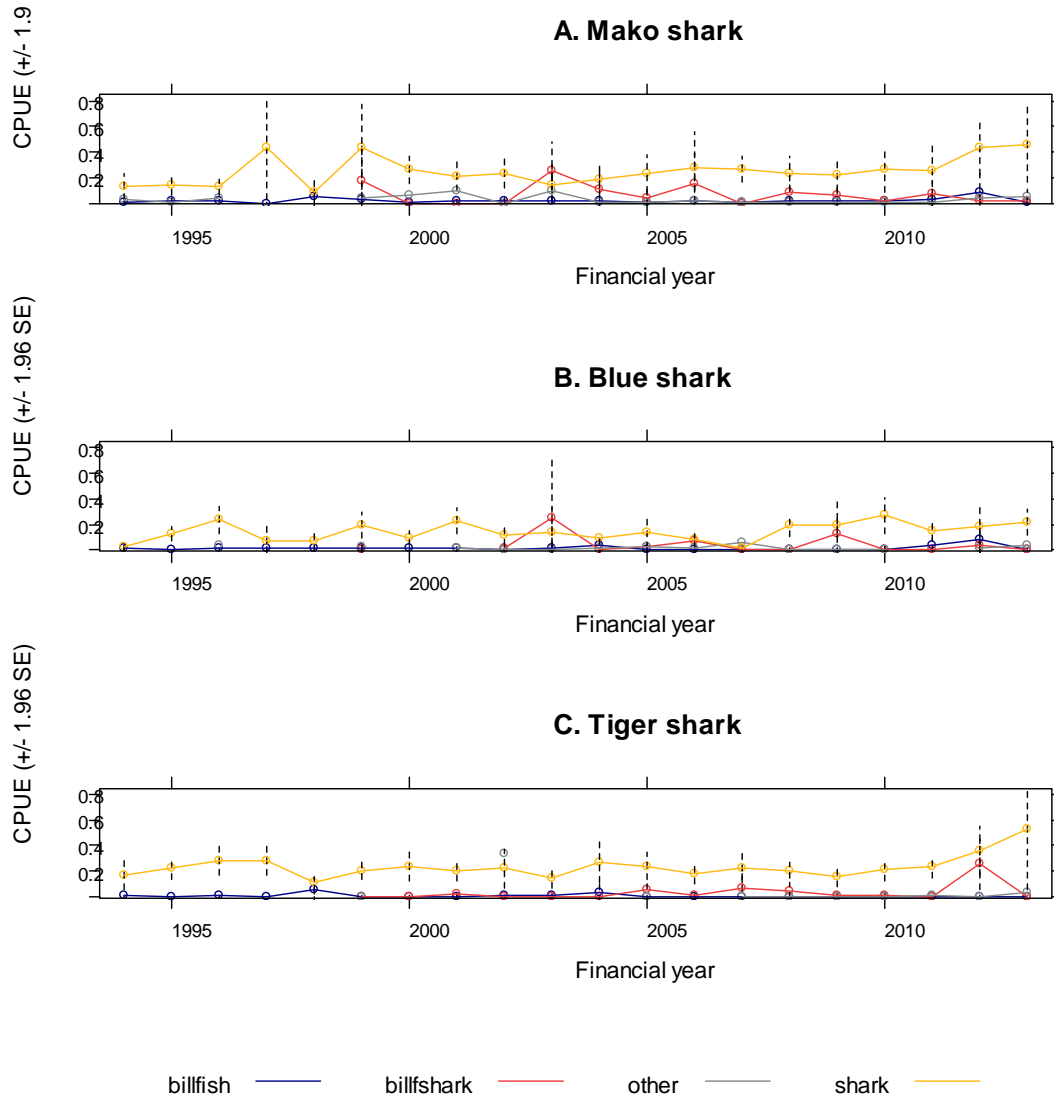 A. Mako shark
CPUE (+/- 1.9
0.8
0.6
0.4
0.2
1995 2000 2005 2010
Financial year
B. Blue shark
CPUE (+/- 1.96 SE)
0.8
0.6
0.4
0.2
1995 2000 2005 2010
Financial year
C. Tiger shark
CPUE (+/- 1.96 SE)
0.8
0.6
0.4
0.2
1995 2000 2005 2010
Financial year
billfish billfshark other shark